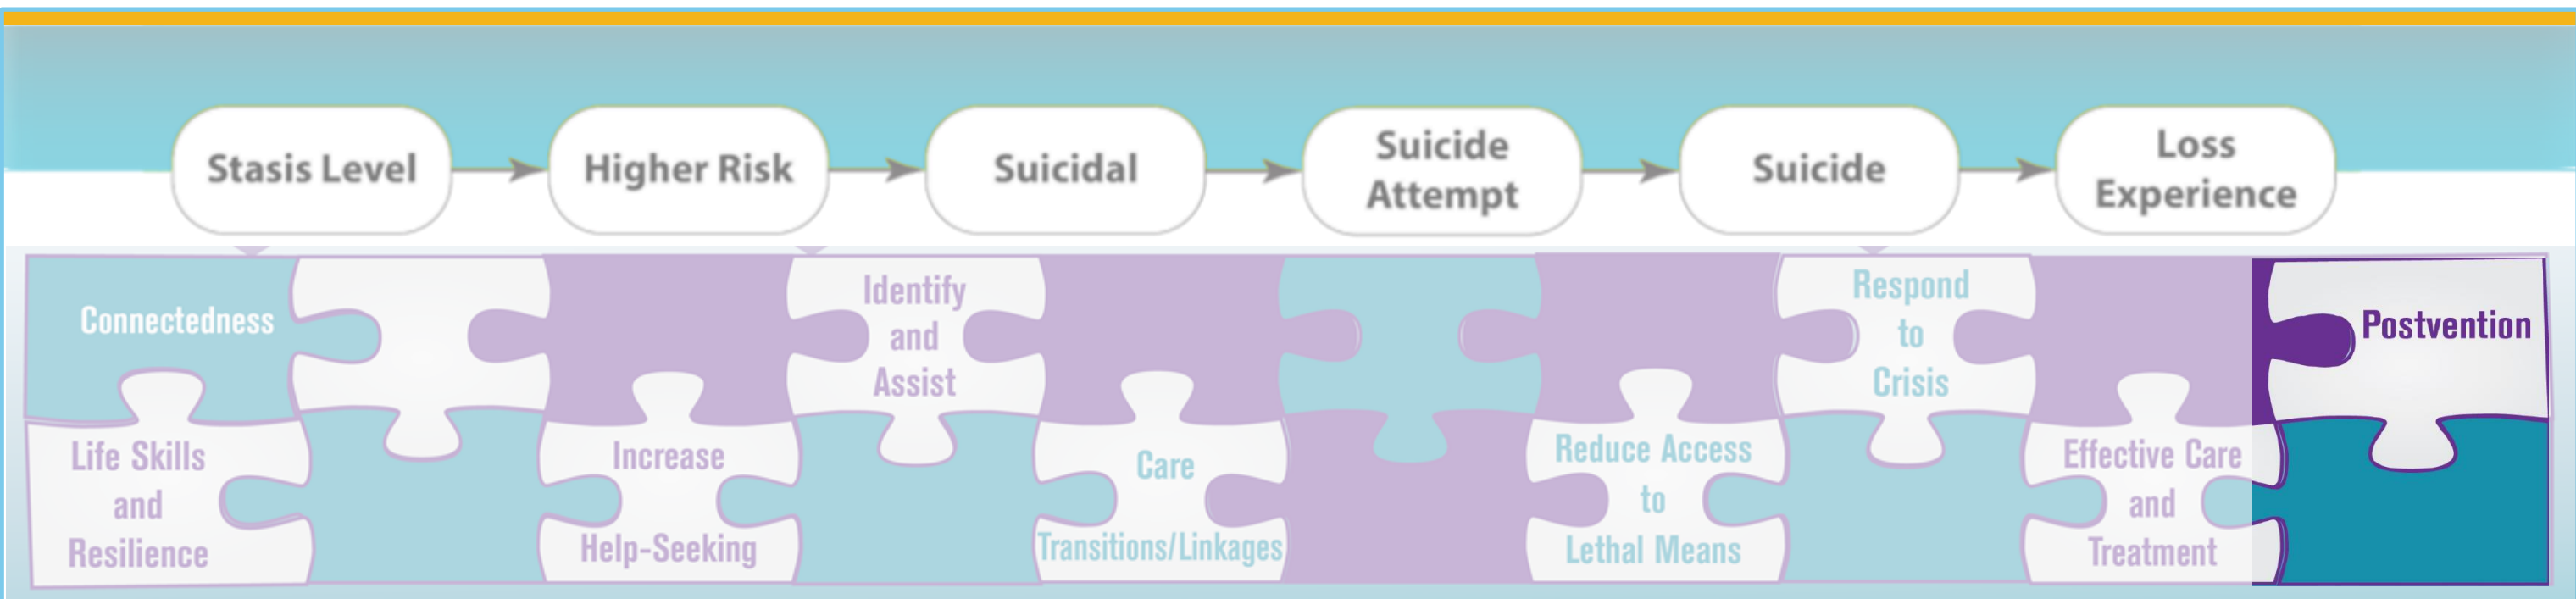 Stasis Level
Higher Risk
Suicidal
Suicide
Attempt
Suicide
Loss
Experience
Connectedness
Identify
and
Assist
Respond
to
Crisis
Postvention
Life Skills
and
Resilience
Increase
Help-Seeking
Care
Transitions/Linkages
Reduce Access
to
Lethal Means
Effective Care
and
Treatment